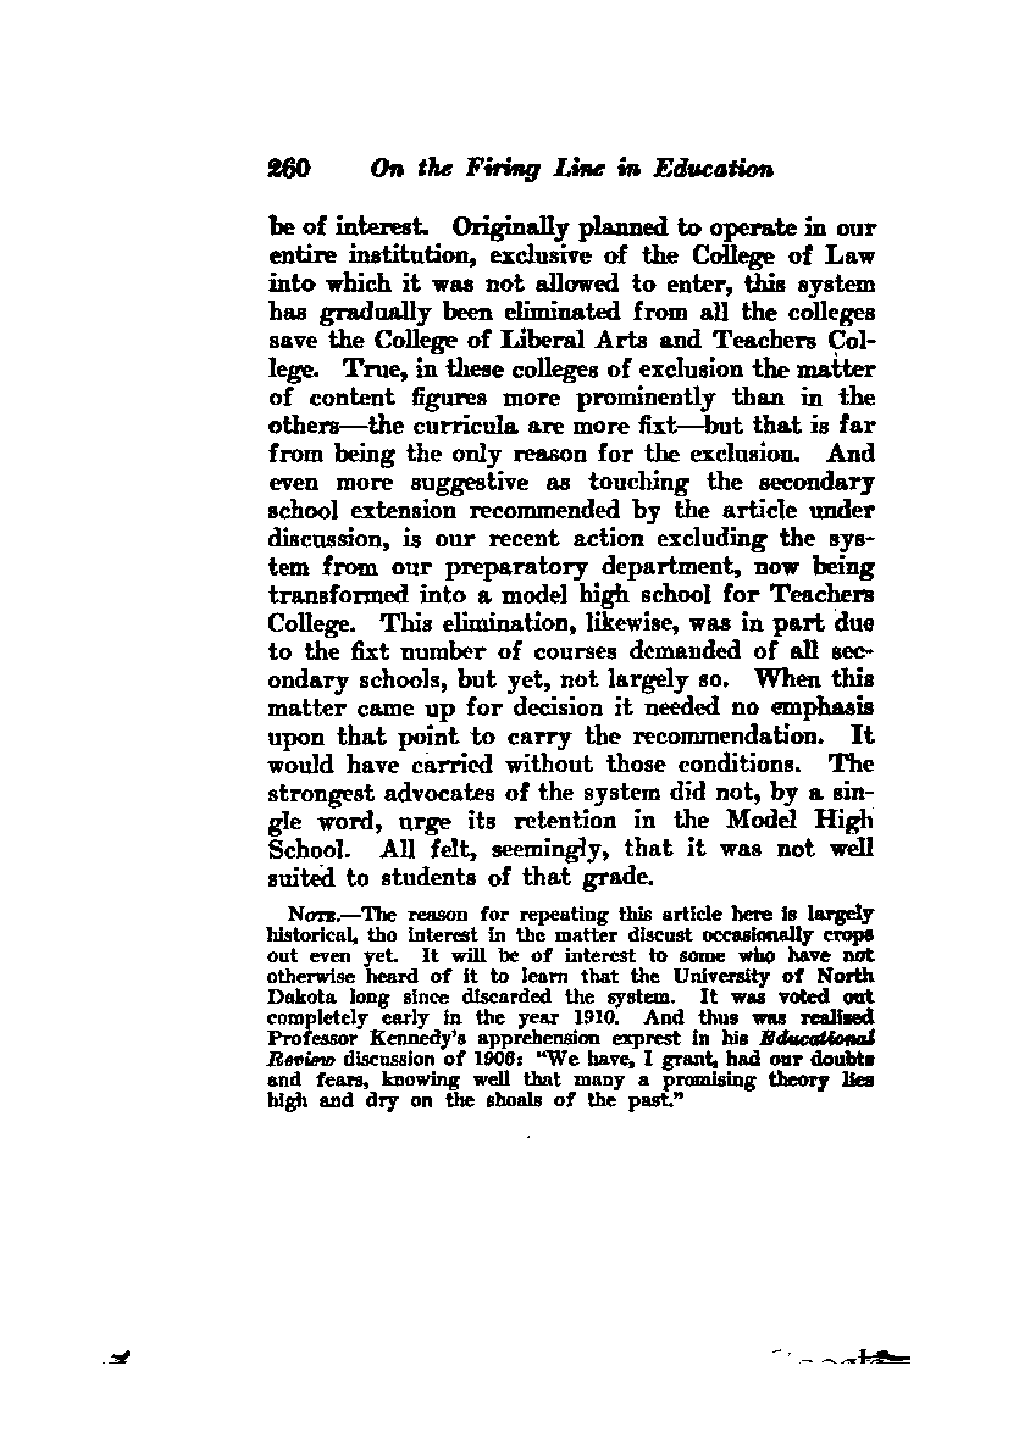 260 On the Firing Line in Education
be of interest. Originally planned to operate in our
entire institution, exclusive of the College of Law
into which it was not allowed to enter, this system
has gradually been eliminated from all the colleges
save the College of Liberal Arts and Teachers Col-
lege. True, in these colleges of exclusion the matter
of content figures more prominently than in the
others—the curricula are more fixt—but that is far
from being the only reason for the exclusion. And
even more suggestive as touching the secondary
school extension recommended by the article under
discussion, is our recent action excluding the sys-
tem from our preparatory department, now being
transformed into a model high school for Teachers
College. This elimination, likewise, was in part due
to the fixt number of courses demanded of all sec-
ondary schools, but yet, not largely so. When this
matter came up for decision it needed no emphasis
upon that point to carry the recommendation. It
would have carried without those conditions. The
strongest advocates of the system did not, by a sin-
gle word, urge its retention in the Model High
School. All felt, seemingly, that it was not well
suited to students of that grade.
NOTE.—The reason for repeating this article here is largely
historical, tho interest in the matter discust occasionally crops
out even yet. It will be of interest to some who have not
otherwise heard of it to learn that the University of North
Dakota long since discarded the system. It was voted out
completely early in the year 1910. And thus was realized
Professor Kennedy's apprehension exprest in his Educational
Review discussion of 1906: "We have, I grant, had our doubts
and fears, knowing well that many a promising theory lies
high and dry on the shoals of the past."